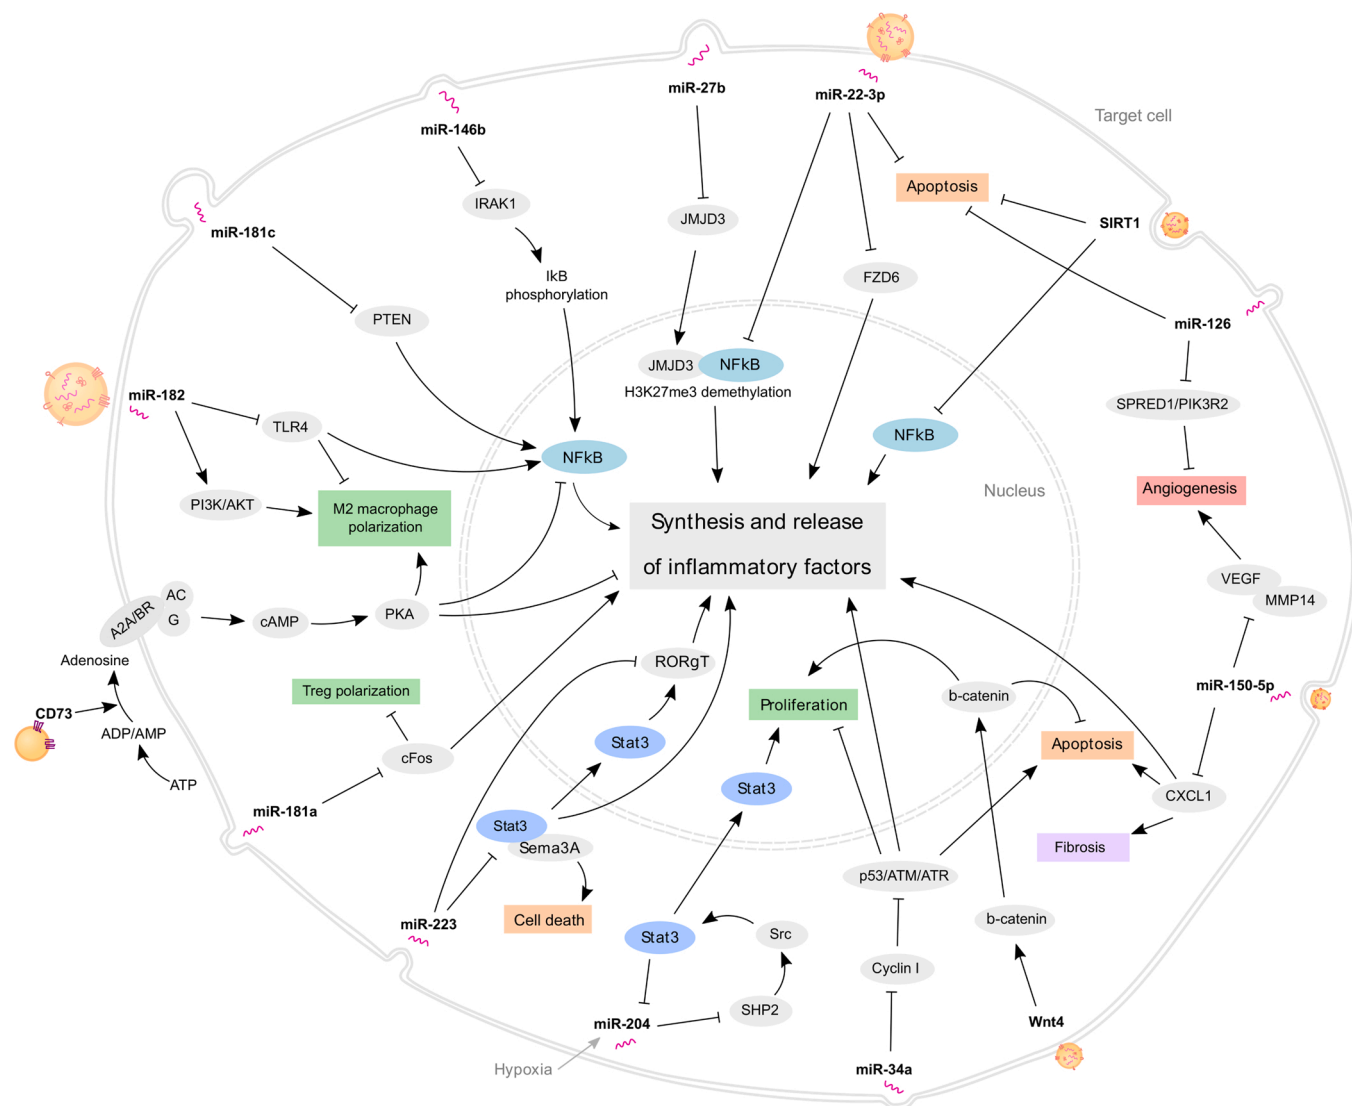 miR-27b
miR-22-3p
Target cell
miR-146b
Apoptosis
IRAK1
JMJD3
SIRT1
miR-181c
IkB
phosphorylation
FZD6
PTEN
miR-126
JMJD3
NFkB
H3K27me3 demethylation
miR-182
SPRED1/PIK3R2
TLR4
NFkB
NFkB
Nucleus
Angiogenesis
PI3K/AKT
M2 macrophage
polarization
Synthesis and release
of inflammatory factors
VEGF
MMP14
AC
A2A/BR
G
cAMP
PKA
Adenosine
RORgT
Treg polarization
b-catenin
miR-150-5p
Proliferation
CD73
ADP/AMP
Stat3
Apoptosis
cFos
ATP
Stat3
CXCL1
miR-181a
Stat3
Sema3A
Fibrosis
p53/ATM/ATR
Cell death
miR-223
b-catenin
Stat3
Src
Cyclin I
SHP2
miR-204
Wnt4
Hypoxia
miR-34a